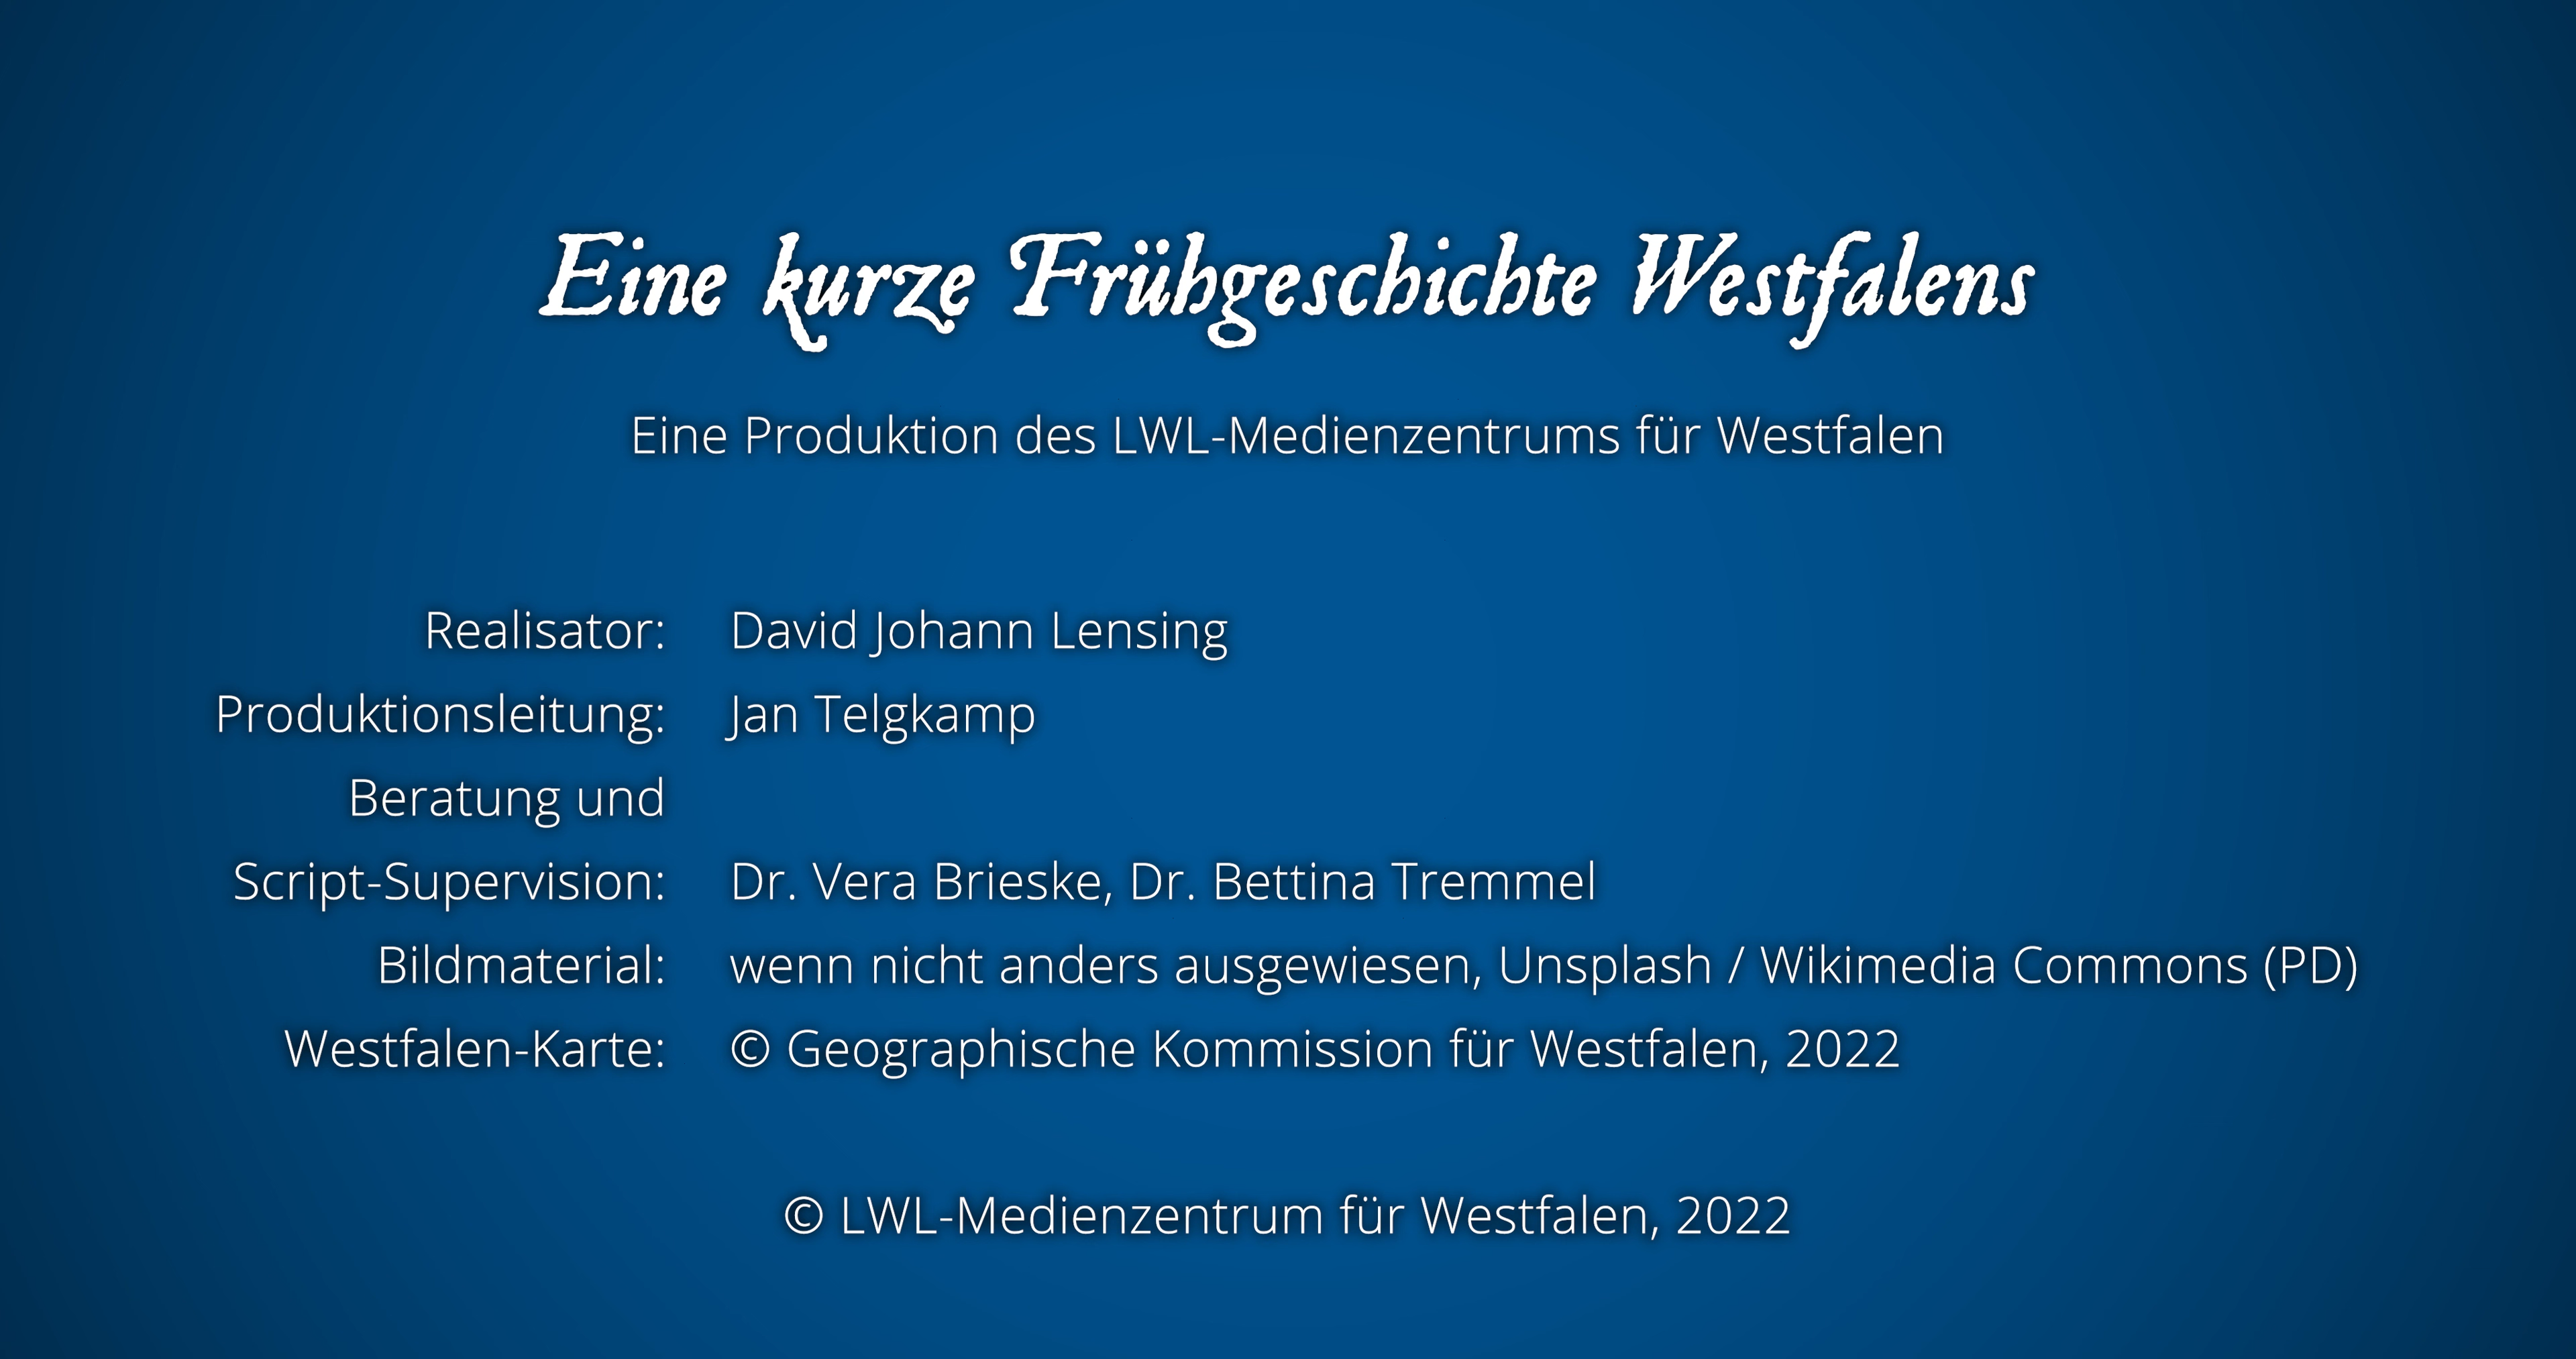 Eine kurze Frühgeschichte Westfalens
Eine Produktion des LWL-Medienzentrums für Westfalen
Realisator: David Johann Lensing
Produktionsleitung: Jan Telgkamp
Beratung und
Script-Supervision: Dr. Vera Brieske, Dr. Bettina Tremmel
Bildmaterial: wenn nicht anders ausgewiesen, Unsplash / Wikimedia Commons (PD)
Westfalen-Karte: © Geographische Kommission für Westfalen, 2022
© LWL-Medienzentrum für Westfalen, 2022